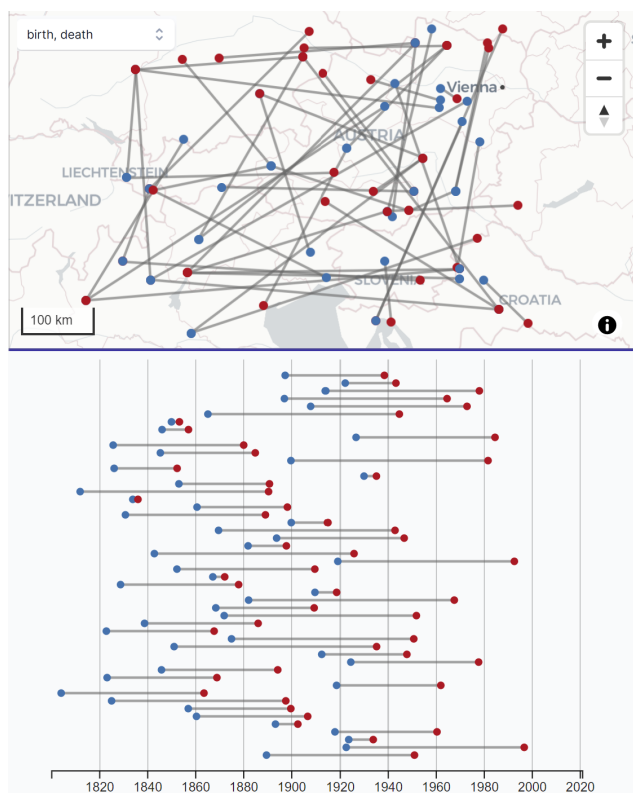 birth, death
Vienna
AUSTRIA
LIECHTENSTEIN
ITZERLAND
SLOVENIA
CROATIA
100 km
1820 1840 1860 1880 1900 1920 1940 1960 1980 2000 2020